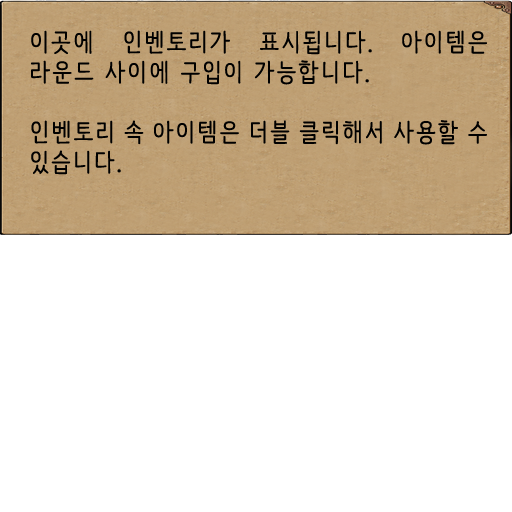 이곳에 인벤토리가 표시됩니다. 아이템은
라운드 사이에 구입이 가능합니다.
인벤토리 속 아이템은 더블 클릭해서 사용할 수
있습니다.